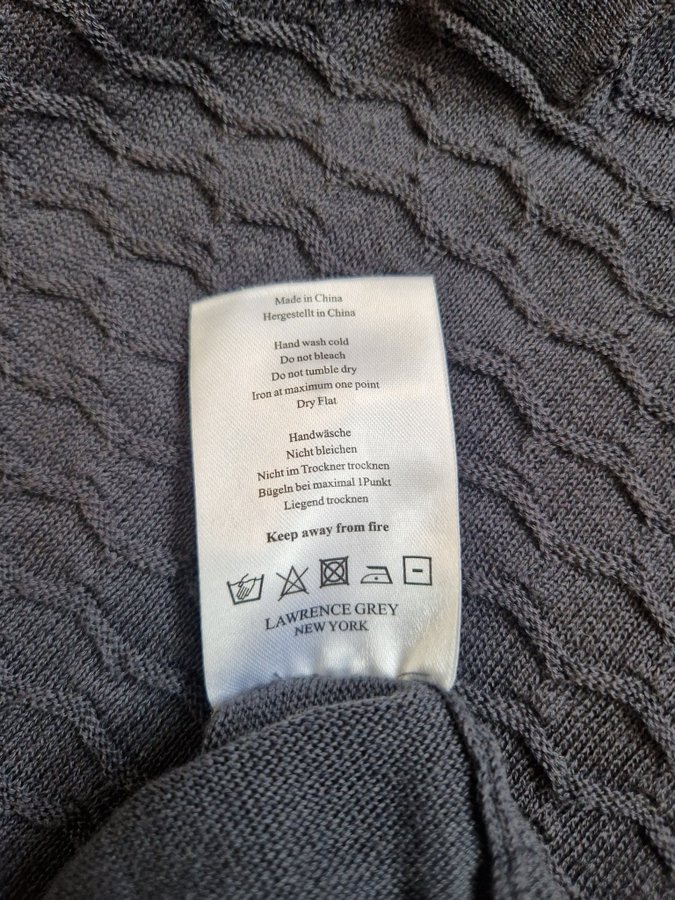 Made in China
Hergestellt in China
Hand wash cold
Do not bleach
Do not tumble dry
Iron at maximum one point
Dry Flat
Handwäsche
Nicht bleichen
Nicht im Trockner trocknen
Bügeln bei maximal 1Punkt
Liegend trocknen
Keep away from fire
LAWRENCE GREY
NEW YORK